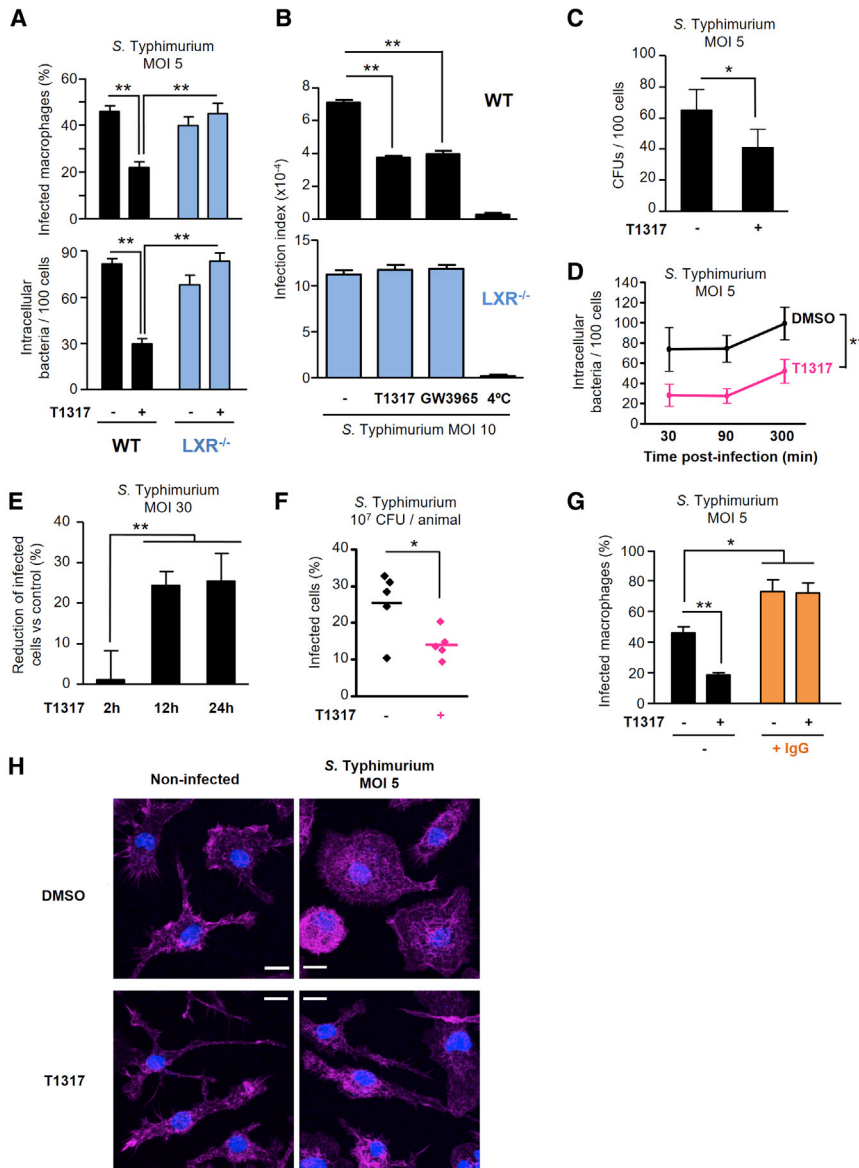 A
S. Typhimurium
MOI 5
Infected macrophages (%)
60
40
20
0
**
**
Intracellular
bacteria / 100 cells
90
60
30
0
**
**
T1317 - + - +
WT LXR-/-
B
Infection index (x10-4)
8
6
4
2
0
**
**
WT
15
10
5
0
LXR-/-
- T1317 GW3965 4ºC
S. Typhimurium MOI 10
C
S. Typhimurium
MOI 5
CFUs / 100 cells
100
80
60
40
20
0
*
T1317 - +
D
S. Typhimurium
MOI 5
Intracellular
bacteria / 100 cells
140
120
100
80
60
40
20
0
DMSO
T1317
**
30 90 300
Time post-infection (min)
E
S. Typhimurium
MOI 30
Reduction of infected
cells vs control (%)
40
30
20
10
0
**
T1317 2h 12h 24h
F
S. Typhimurium
10⁷ CFU / animal
Infected cells (%)
40
30
20
10
0
*
T1317 - +
G
S. Typhimurium
MOI 5
Infected macrophages (%)
100
80
60
40
20
0
**
*
T1317 - + - +
- + IgG
H
Non-infected
S. Typhimurium
MOI 5
DMSO
T1317